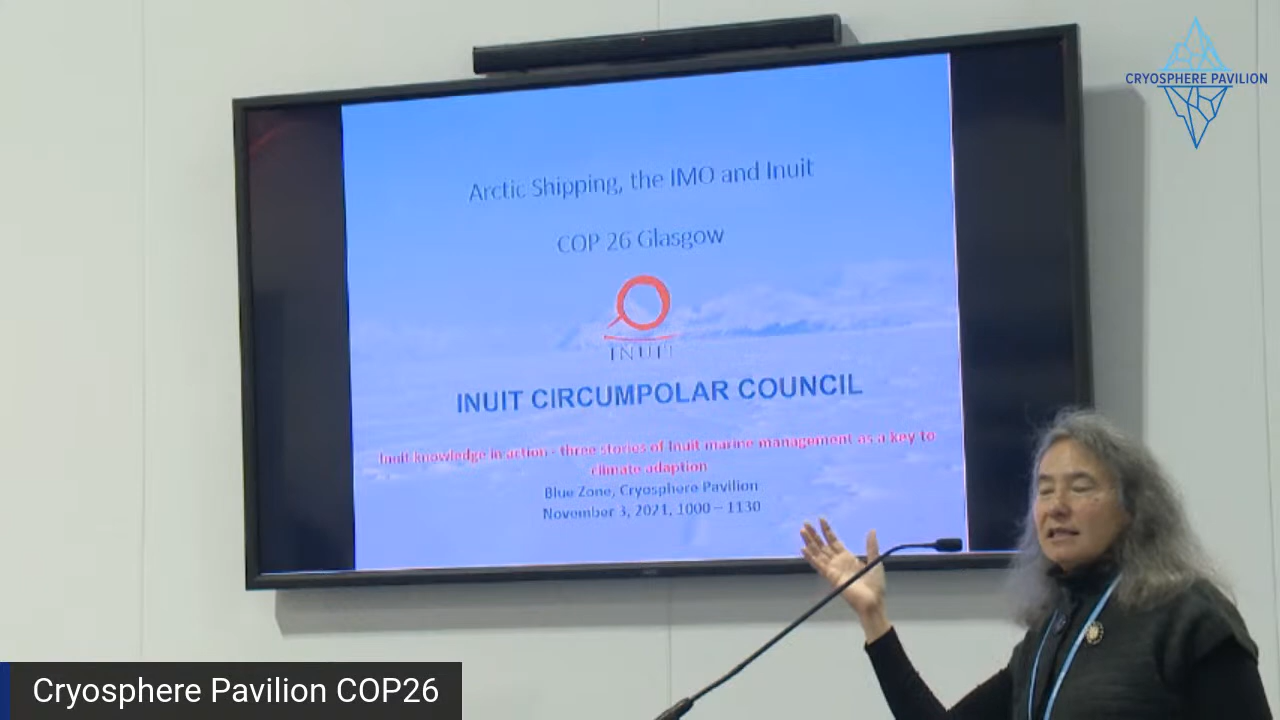 CRYOSPHERE PAVILION
Arctic Shipping, the IMO and Inuit
COP 26 Glasgow
INUIT
INUIT CIRCUMPOLAR COUNCIL
Inuit knowledge in action - three stories of Inuit marine management as a key to
climate adaption
Blue Zone, Cryosphere Pavilion
November 3, 2021, 1000 – 1130
Cryosphere Pavilion COP26